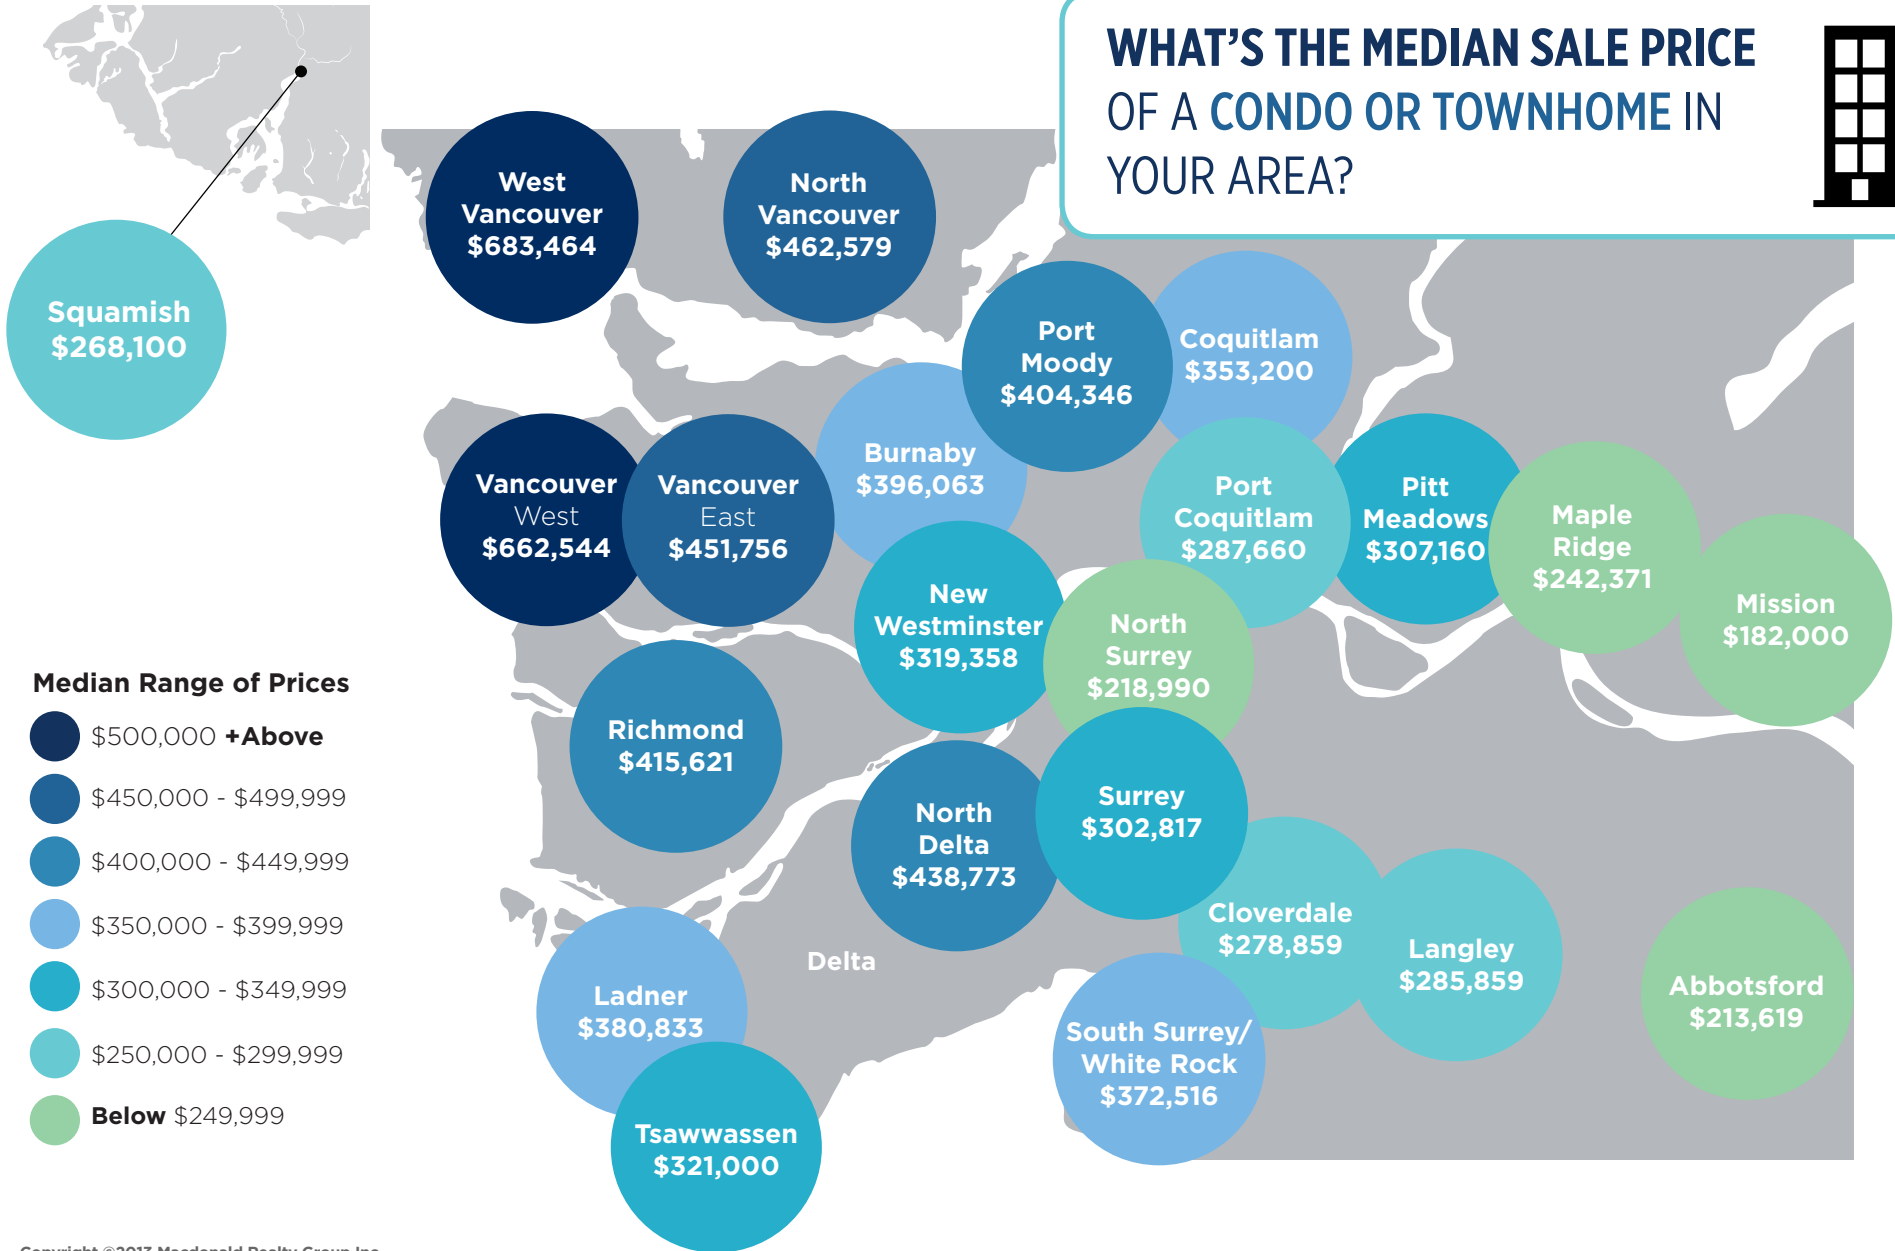 WHAT'S THE MEDIAN SALE PRICE
OF A CONDO OR TOWNHOME IN
YOUR AREA?
West
Vancouver
$683,464
North
Vancouver
$462,579
Squamish
$268,100
Port
Moody
$404,346
Coquitlam
$353,200
Burnaby
$396,063
Vancouver
West
$662,544
Vancouver
East
$451,756
Port
Coquitlam
$287,660
Pitt
Meadows
$307,160
Maple
Ridge
$242,371
Mission
$182,000
New
Westminster
$319,358
North
Surrey
$218,990
Richmond
$415,621
North
Delta
$438,773
Surrey
$302,817
Cloverdale
$278,859
Langley
$285,859
Abbotsford
$213,619
Delta
Ladner
$380,833
South Surrey/
White Rock
$372,516
Tsawwassen
$321,000
Median Range of Prices
$500,000 +Above
$450,000 - $499,999
$400,000 - $449,999
$350,000 - $399,999
$300,000 - $349,999
$250,000 - $299,999
Below $249,999
Copyright ©2013 Macdonald Realty Group Inc.